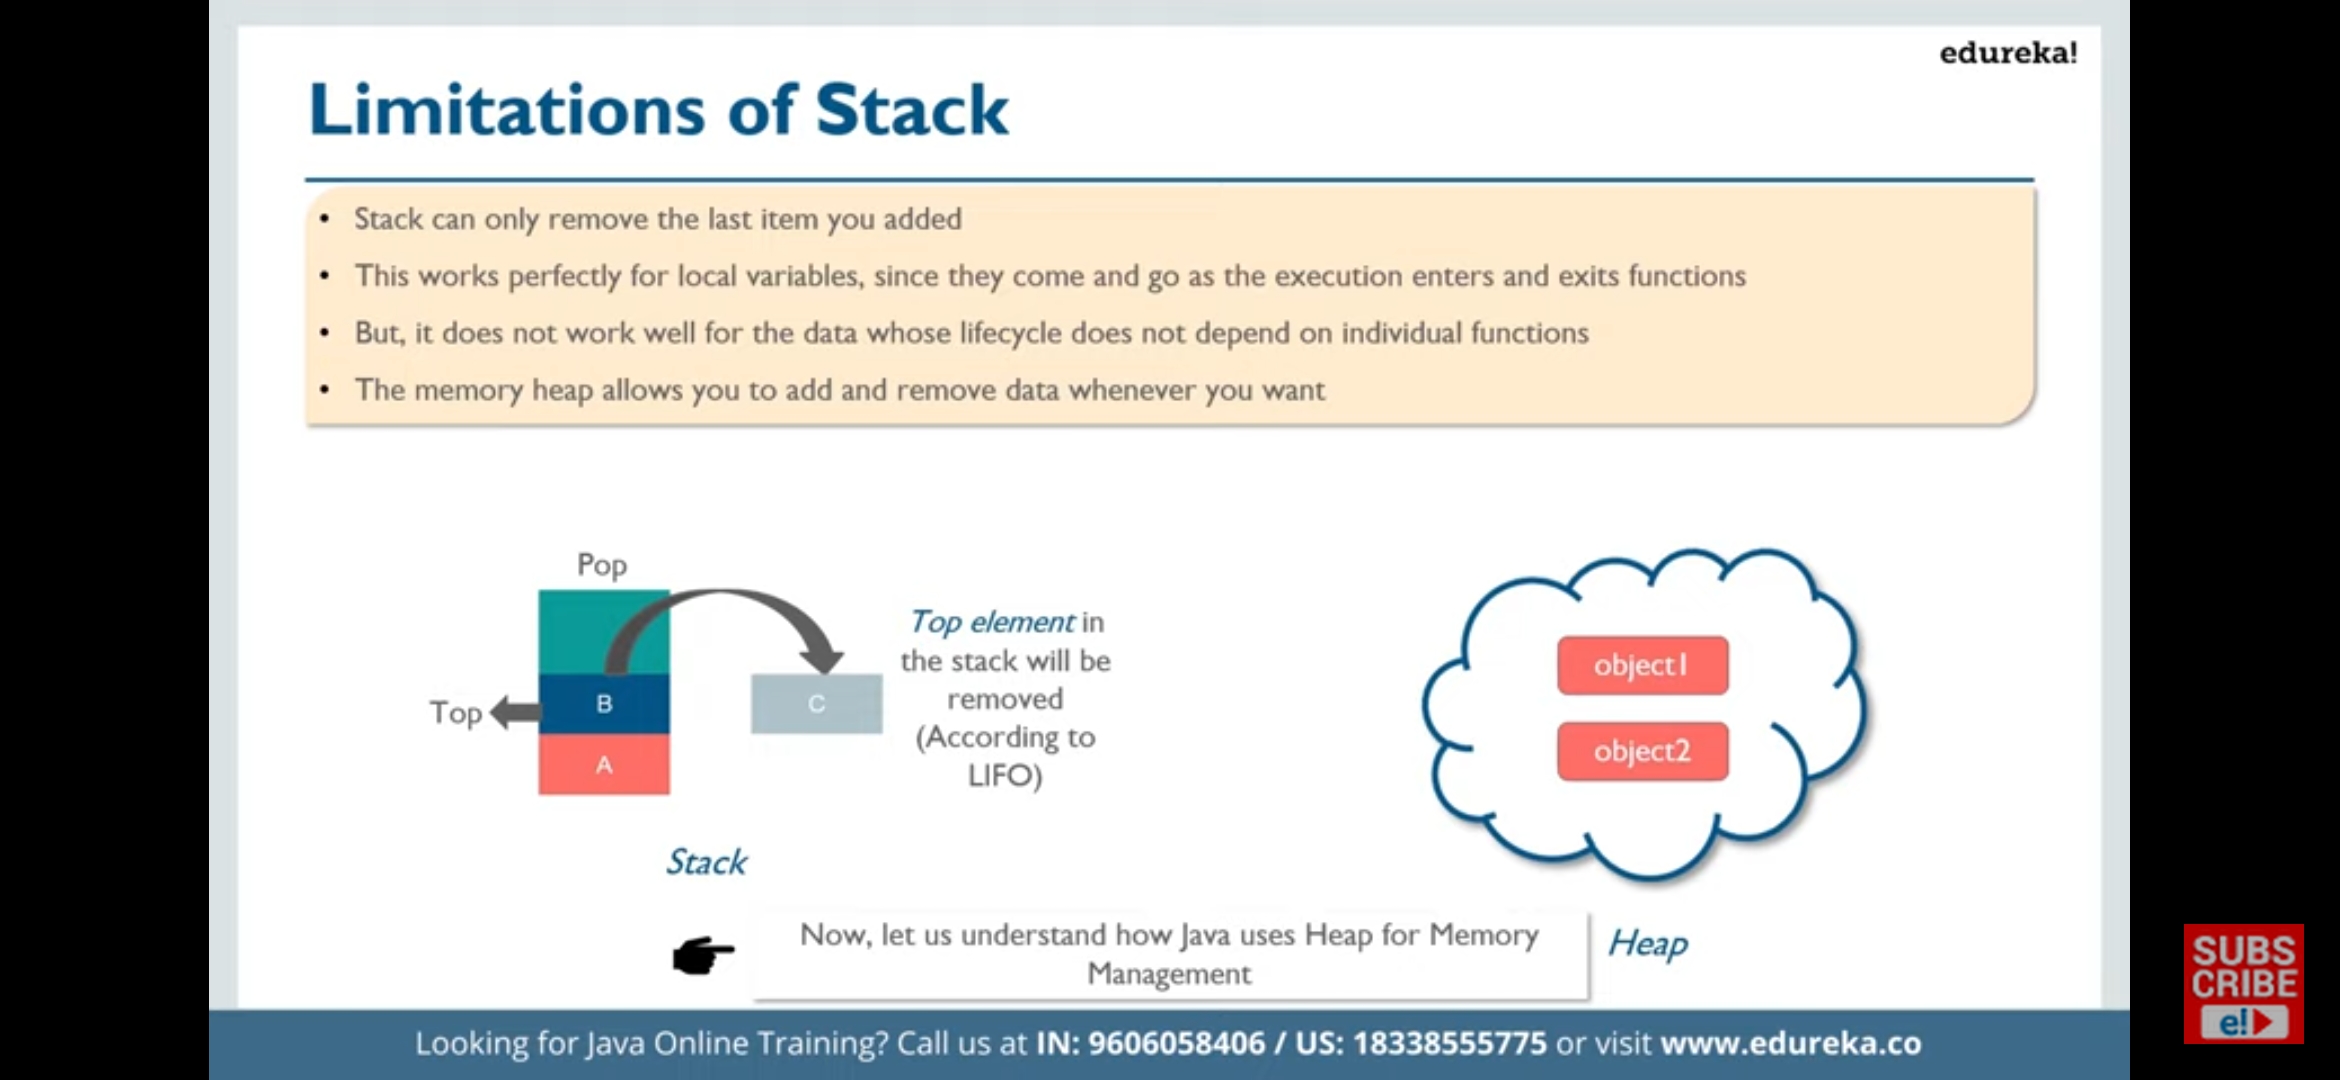 edureka!
Limitations of Stack
• Stack can only remove the last item you added
• This works perfectly for local variables, since they come and go as the execution enters and exits functions
• But, it does not work well for the data whose lifecycle does not depend on individual functions
• The memory heap allows you to add and remove data whenever you want
Pop
Top
B
A
C
Top element in
the stack will be
removed
(According to
LIFO)
Stack
object1
object2
Heap
Now, let us understand how Java uses Heap for Memory
Management
Looking for Java Online Training? Call us at IN: 9606058406 / US: 18338555775 or visit www.edureka.co
SUBS
CRIBE
e!